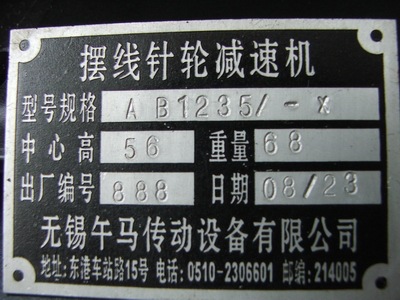 摆线针轮减速机
型号规格 AB1235/-X
中心高 56 重量 68
出厂编号 888 日期 08/23
无锡午马传动设备有限公司
地址:东港车站路15号 电话:0510-2306601 邮编:214005